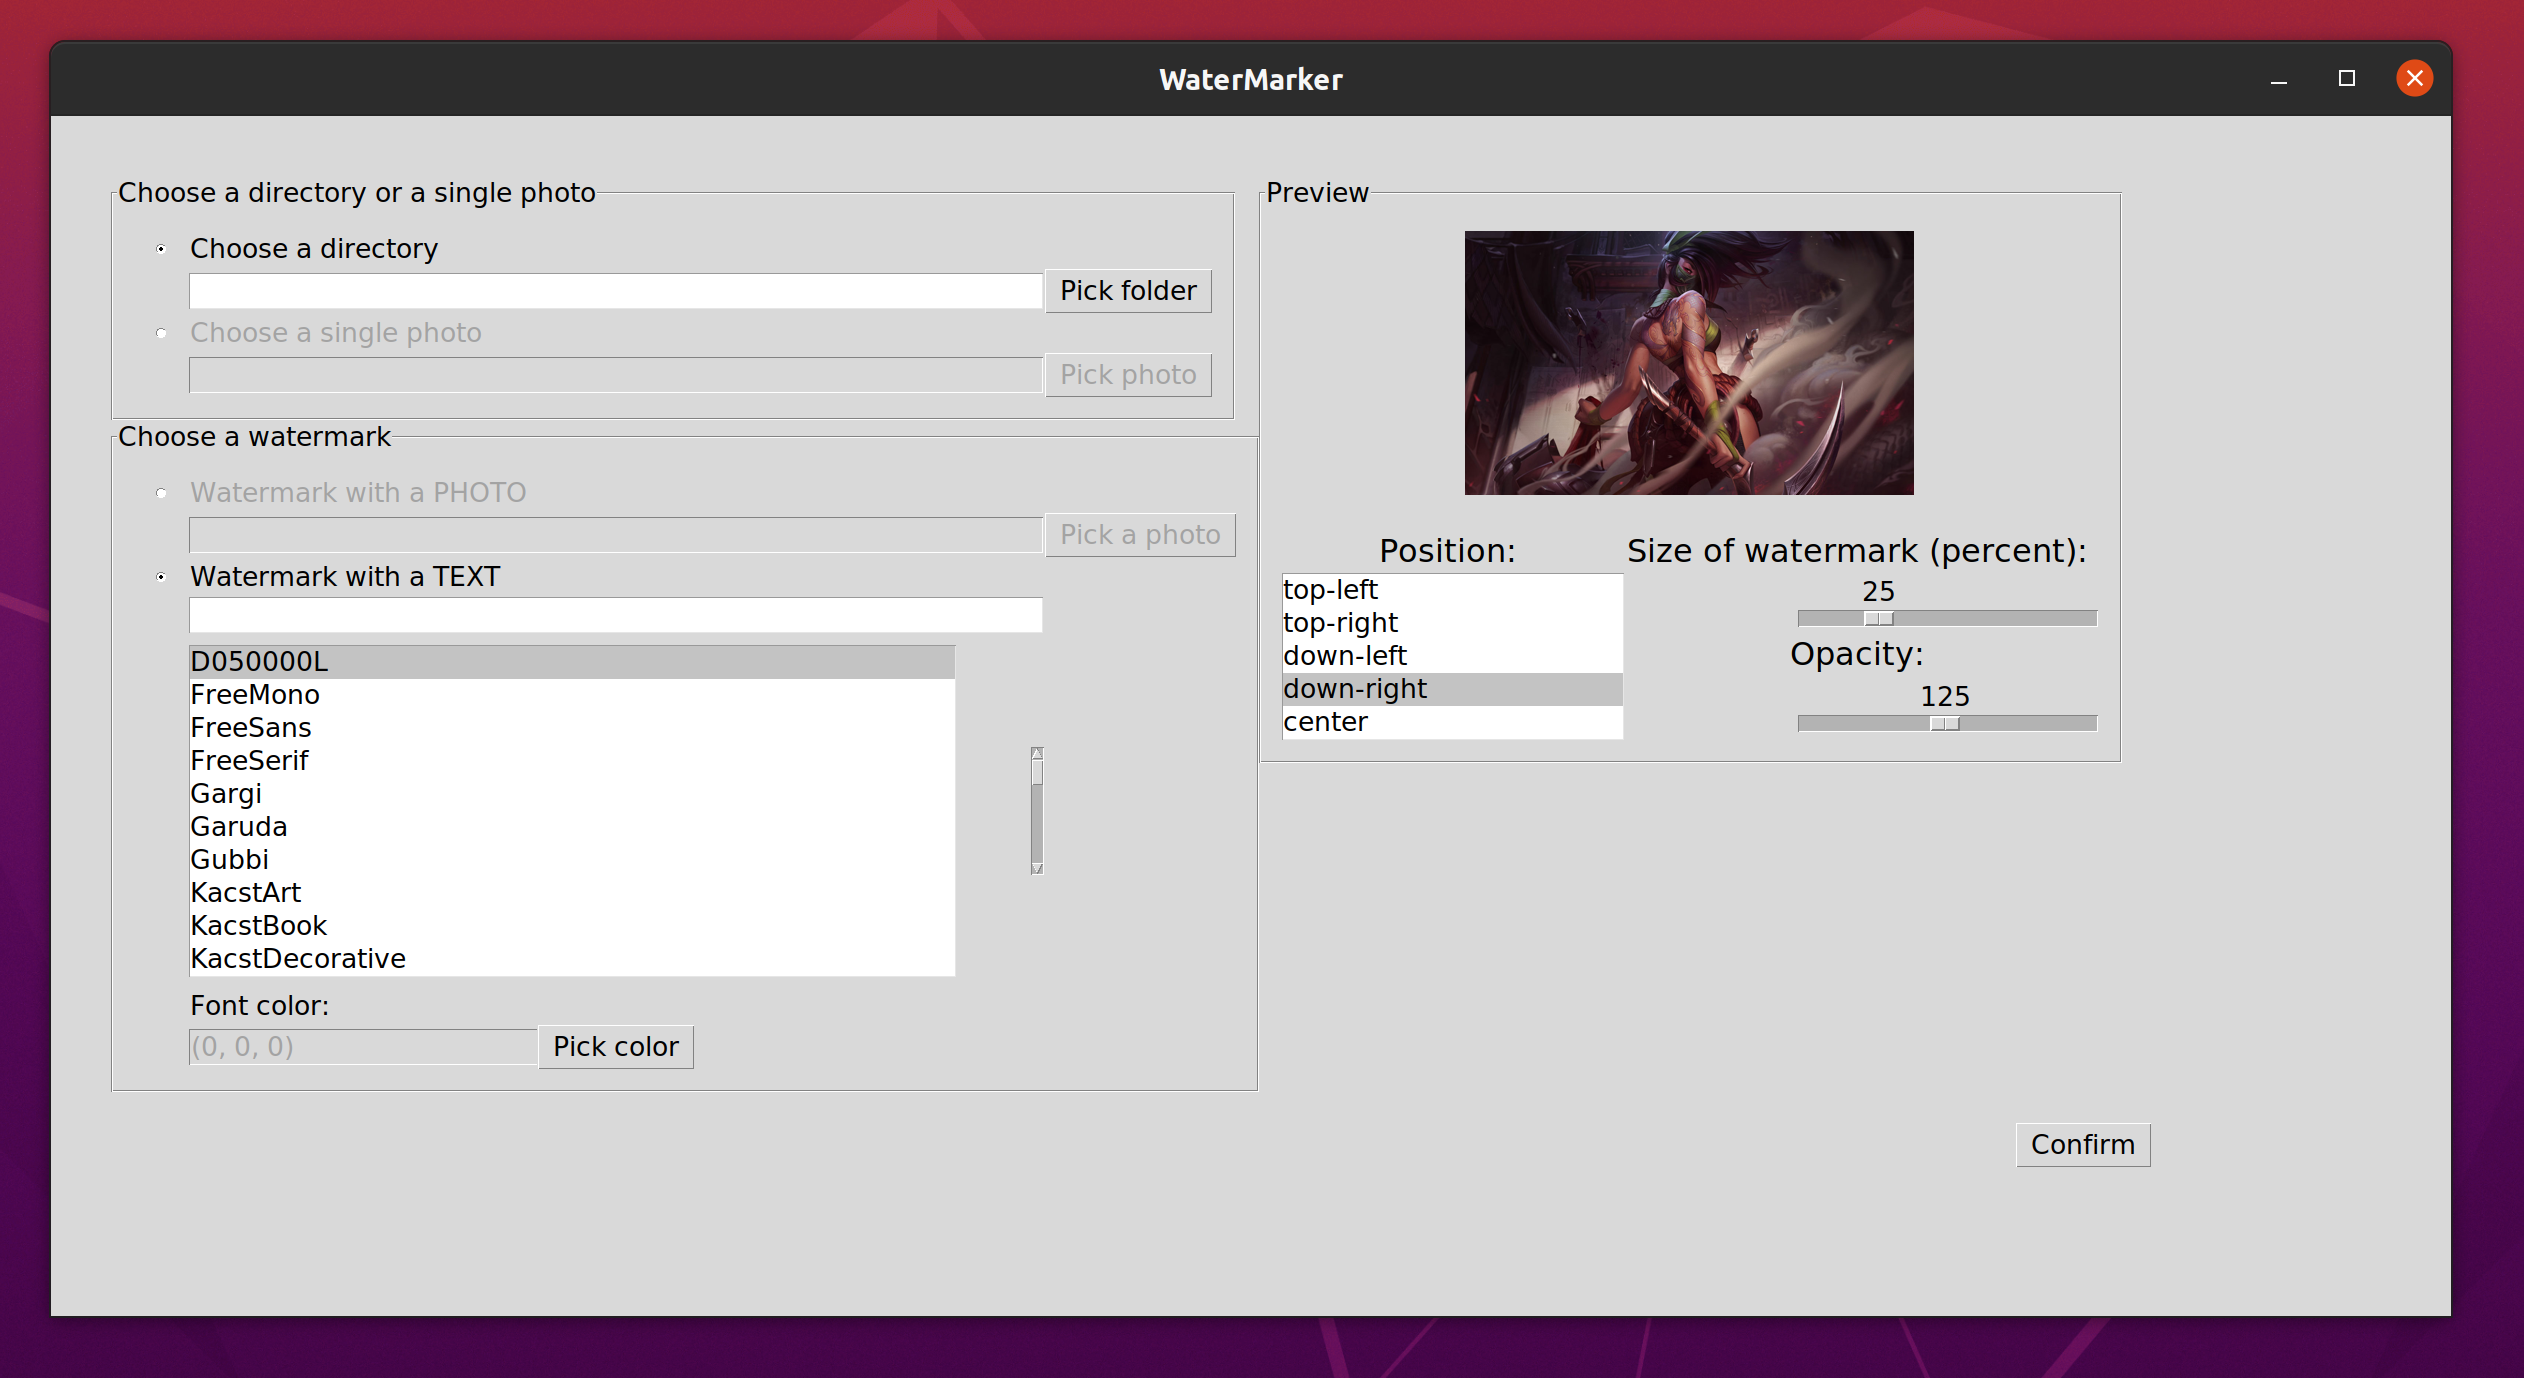 WaterMarker
Choose a directory or a single photo
Choose a directory
Pick folder
Choose a single photo
Pick photo
Choose a watermark
Watermark with a PHOTO
Pick a photo
Watermark with a TEXT
D050000L
FreeMono
FreeSans
FreeSerif
Gargi
Garuda
Gubbi
KacstArt
KacstBook
KacstDecorative
Font color:
(0, 0, 0)
Pick color
Preview
Position:
top-left
top-right
down-left
down-right
center
Size of watermark (percent):
25
Opacity:
125
Confirm